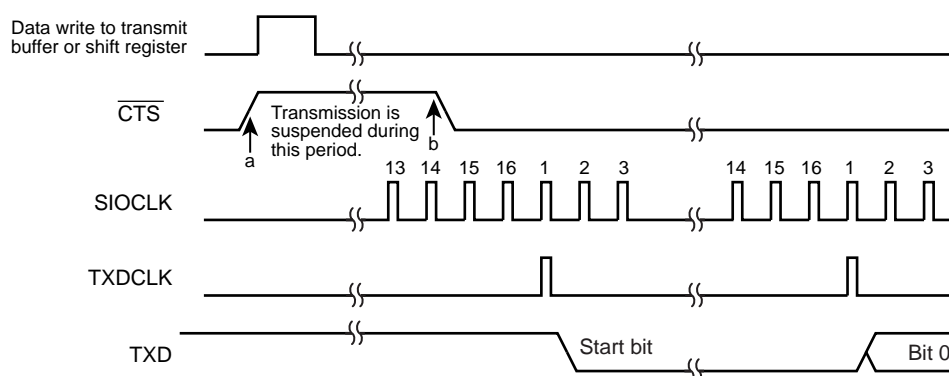 Data write to transmit
buffer or shift register
CTS
Transmission is
suspended during
this period.
a
b
13 14 15 16 1 2 3 14 15 16 1 2 3
SIOCLK
TXDCLK
TXD
Start bit
Bit 0